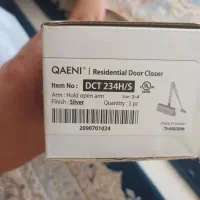 QAENI | Residential Door Closer
Item No : DCT 234H/S
Arm : Hold open arm
Finish : Silver Quantity : 1 pc
2090701024